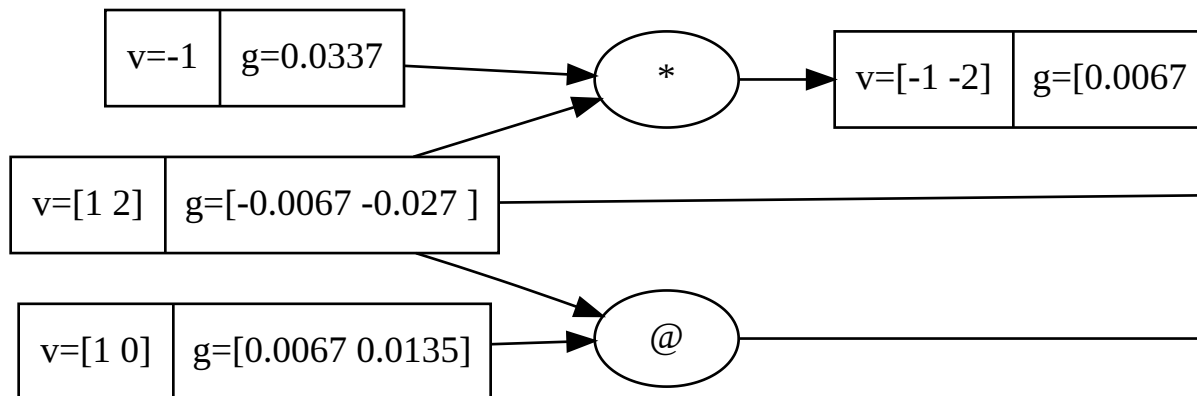 v=-1 g=0.0337
*
v=[-1 -2] g=[0.0067
v=[1 2] g=[-0.0067 -0.027 ]
v=[1 0] g=[0.0067 0.0135]
@